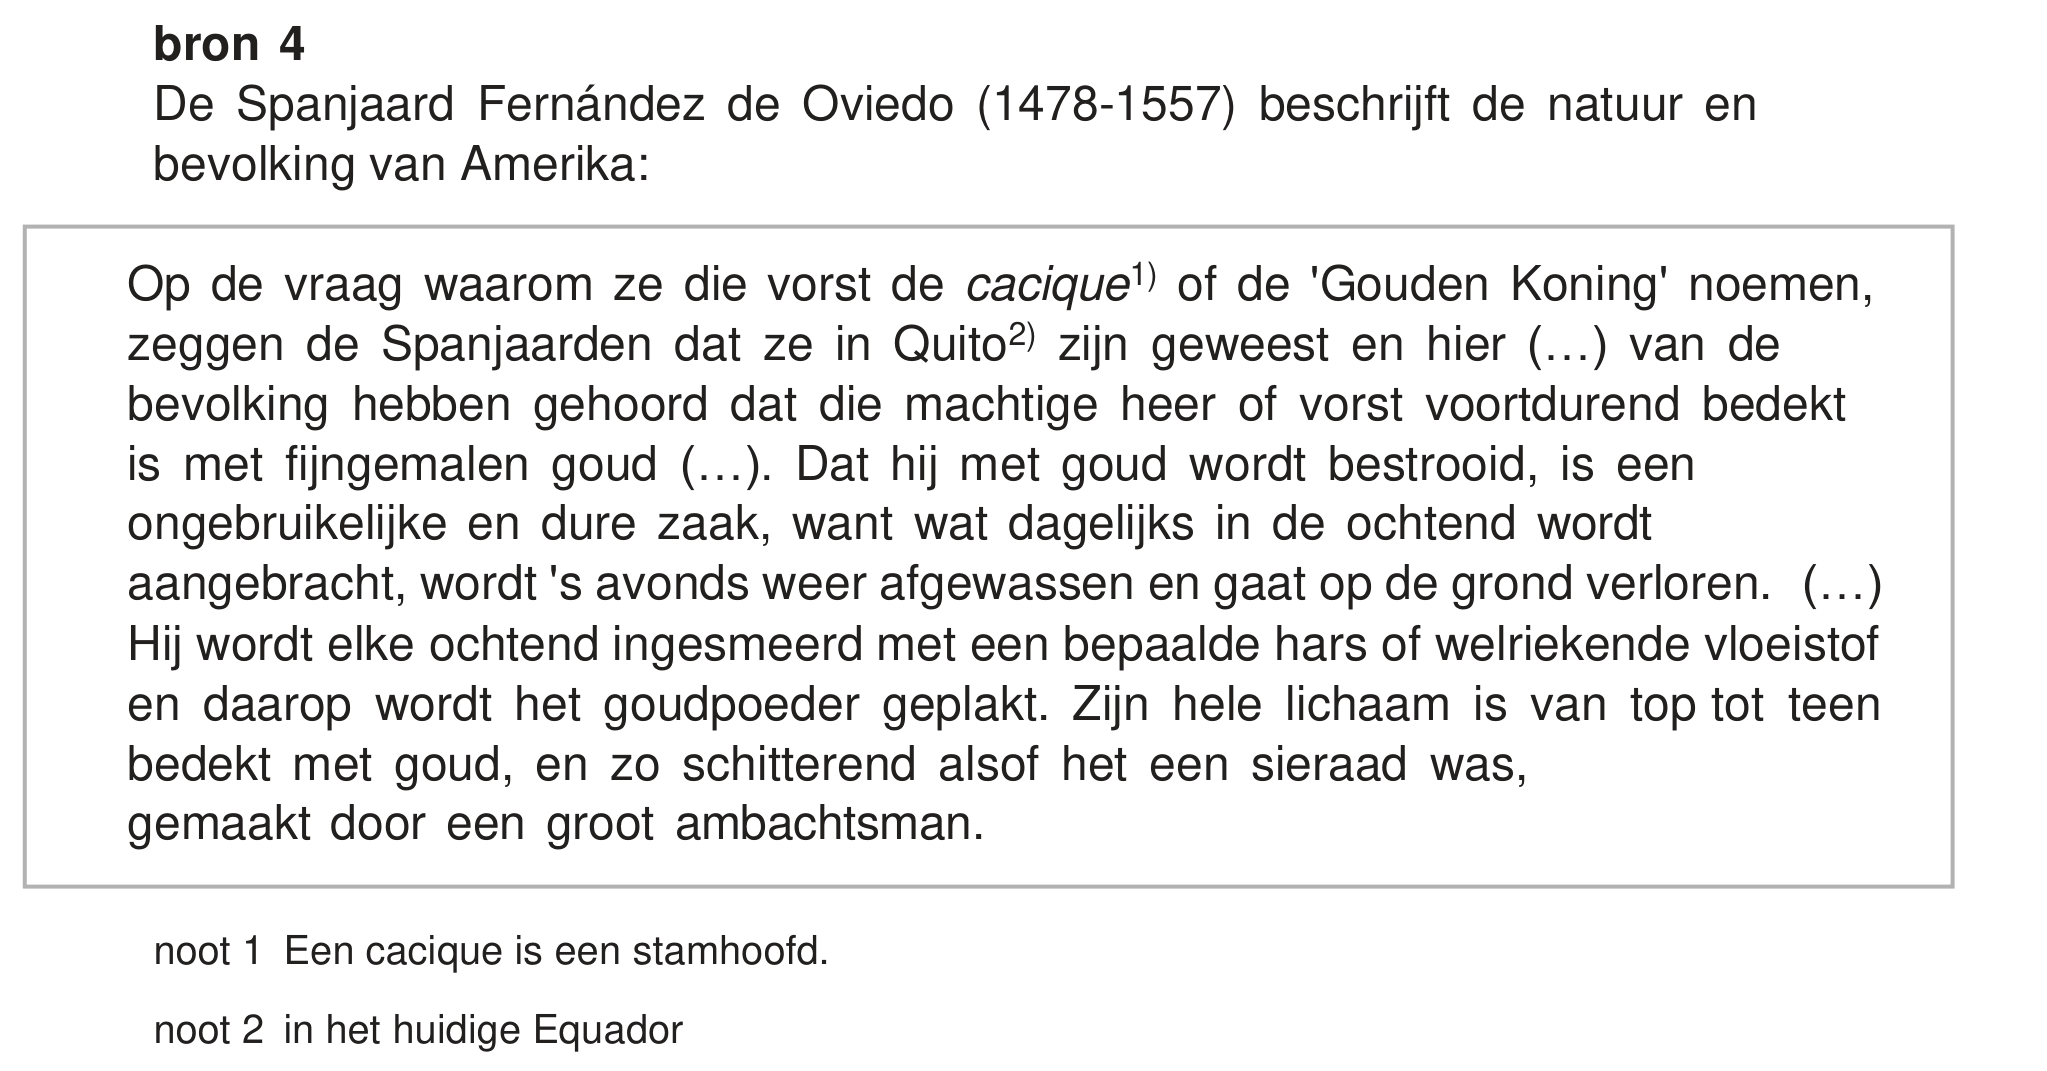 bron 4
De Spanjaard Fernández de Oviedo (1478-1557) beschrijft de natuur en
bevolking van Amerika:
Op de vraag waarom ze die vorst de cacique1) of de 'Gouden Koning' noemen,
zeggen de Spanjaarden dat ze in Quito2) zijn geweest en hier (…) van de
bevolking hebben gehoord dat die machtige heer of vorst voortdurend bedekt
is met fijngemalen goud (…). Dat hij met goud wordt bestrooid, is een
ongebruikelijke en dure zaak, want wat dagelijks in de ochtend wordt
aangebracht, wordt 's avonds weer afgewassen en gaat op de grond verloren. (…)
Hij wordt elke ochtend ingesmeerd met een bepaalde hars of welriekende vloeistof
en daarop wordt het goudpoeder geplakt. Zijn hele lichaam is van top tot teen
bedekt met goud, en zo schitterend alsof het een sieraad was,
gemaakt door een groot ambachtsman.
noot 1 Een cacique is een stamhoofd.
noot 2 in het huidige Equador